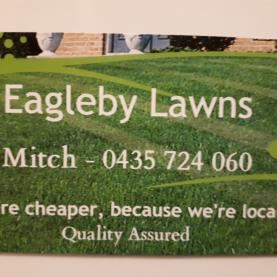 Eagleby Lawns
Mitch - 0435 724 060
re cheaper, because we're loca
Quality Assured